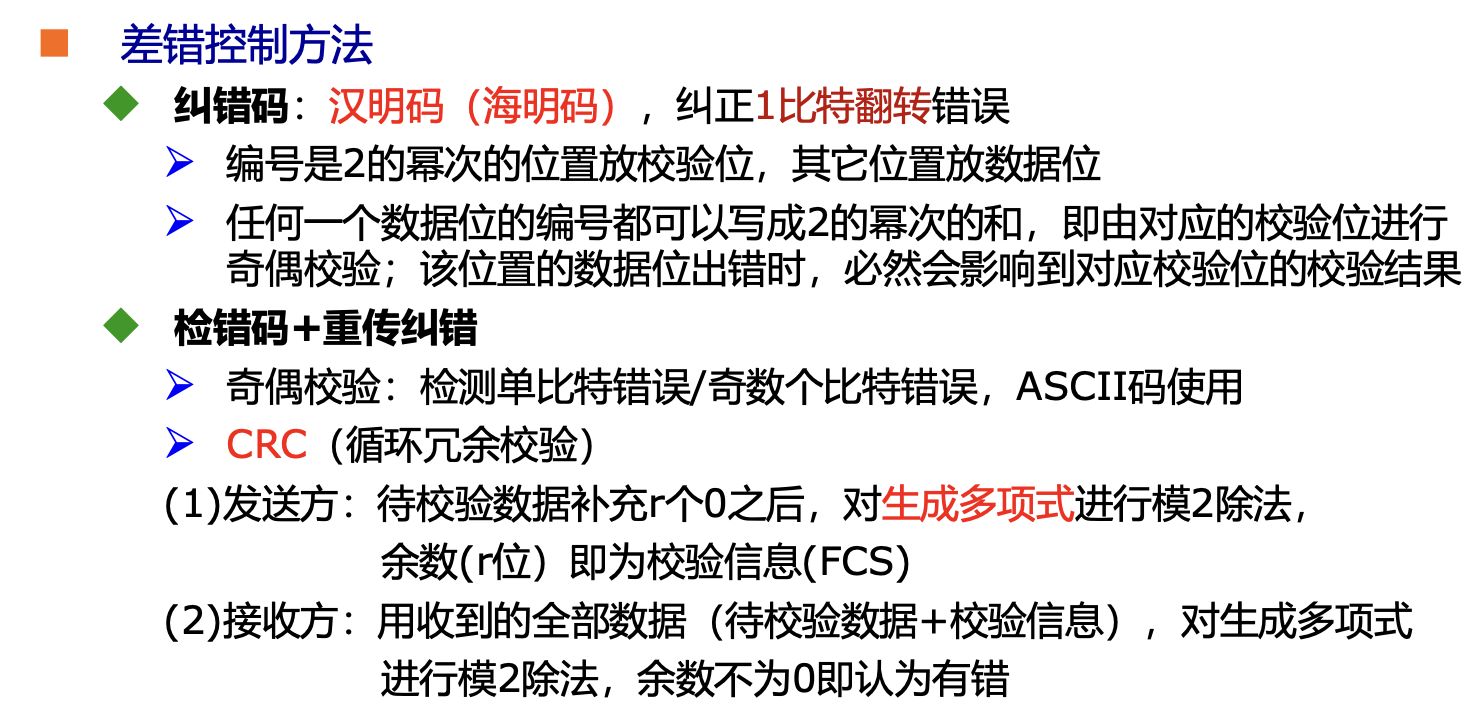 差错控制方法
纠错码：汉明码（海明码），纠正1比特翻转错误
编号是2的幂次的位置放校验位，其它位置放数据位
任何一个数据位的编号都可以写成2的幂次的和，即由对应的校验位进行
奇偶校验；该位置的数据位出错时，必然会影响到对应校验位的校验结果
检错码+重传纠错
奇偶校验：检测单比特错误/奇数个比特错误，ASCII码使用
CRC（循环冗余校验）
(1)发送方：待校验数据补充r个0之后，对生成多项式进行模2除法，
余数(r位）即为校验信息(FCS)
(2)接收方：用收到的全部数据（待校验数据+校验信息），对生成多项式
进行模2除法，余数不为0即认为有错